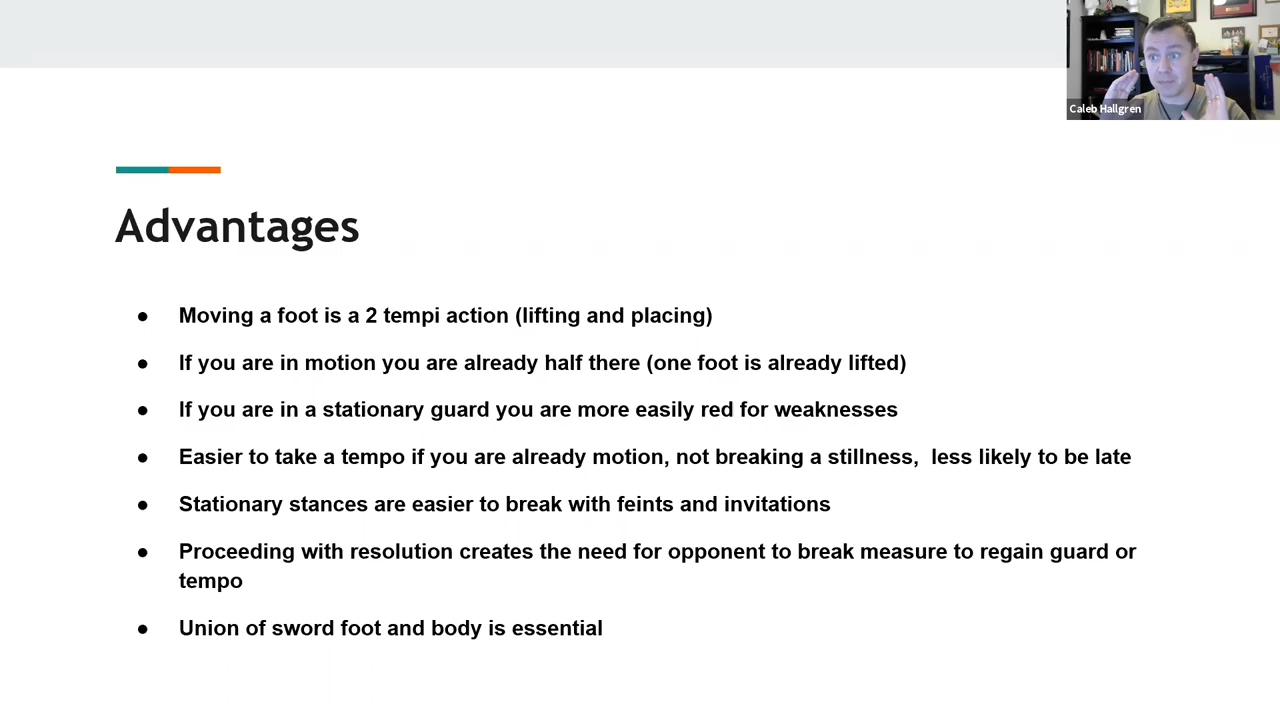 Caleb Hallgren
Advantages
● Moving a foot is a 2 tempi action (lifting and placing)
● If you are in motion you are already half there (one foot is already lifted)
● If you are in a stationary guard you are more easily red for weaknesses
● Easier to take a tempo if you are already motion, not breaking a stillness,  less likely to be late
● Stationary stances are easier to break with feints and invitations
● Proceeding with resolution creates the need for opponent to break measure to regain guard or
tempo
● Union of sword foot and body is essential